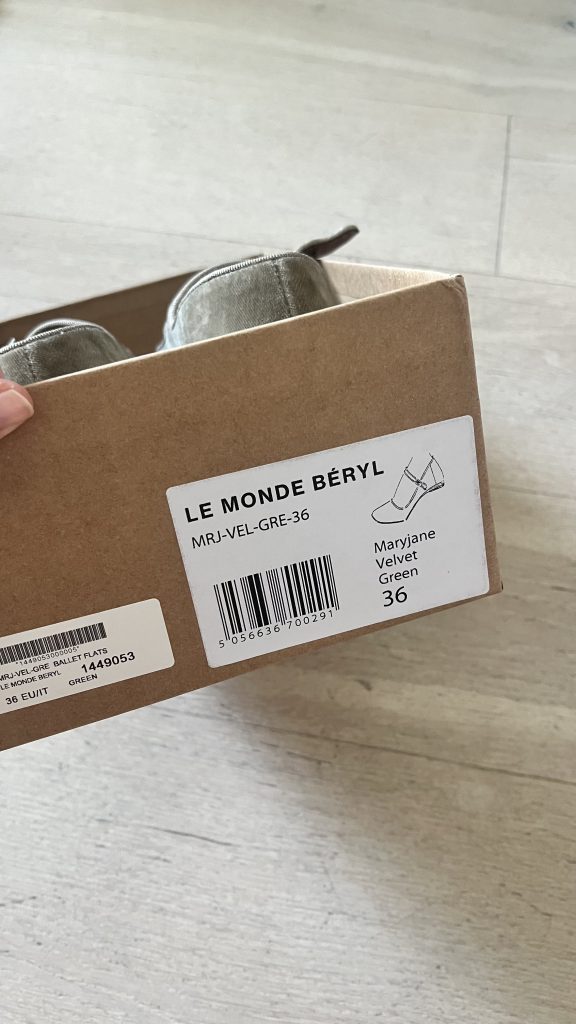 LE MONDE BÉRYL
MRJ-VEL-GRE-36
Maryjane
Velvet
Green
36
5 056636 700291
*1449053000005*
MRJ-VEL-GRE BALLET FLATS
LE MONDE BERYL 1449053
36 EU/IT GREEN